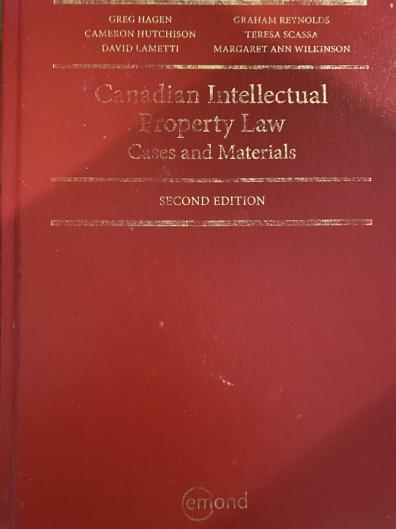 GREG HAGEN GRAHAM REYNOLDS
CAMERON HUTCHISON TERESA SCASSA
DAVID LAMETTI MARGARET ANN WILKINSON
Canadian Intellectual
Property Law
Cases and Materials
SECOND EDITION
emond